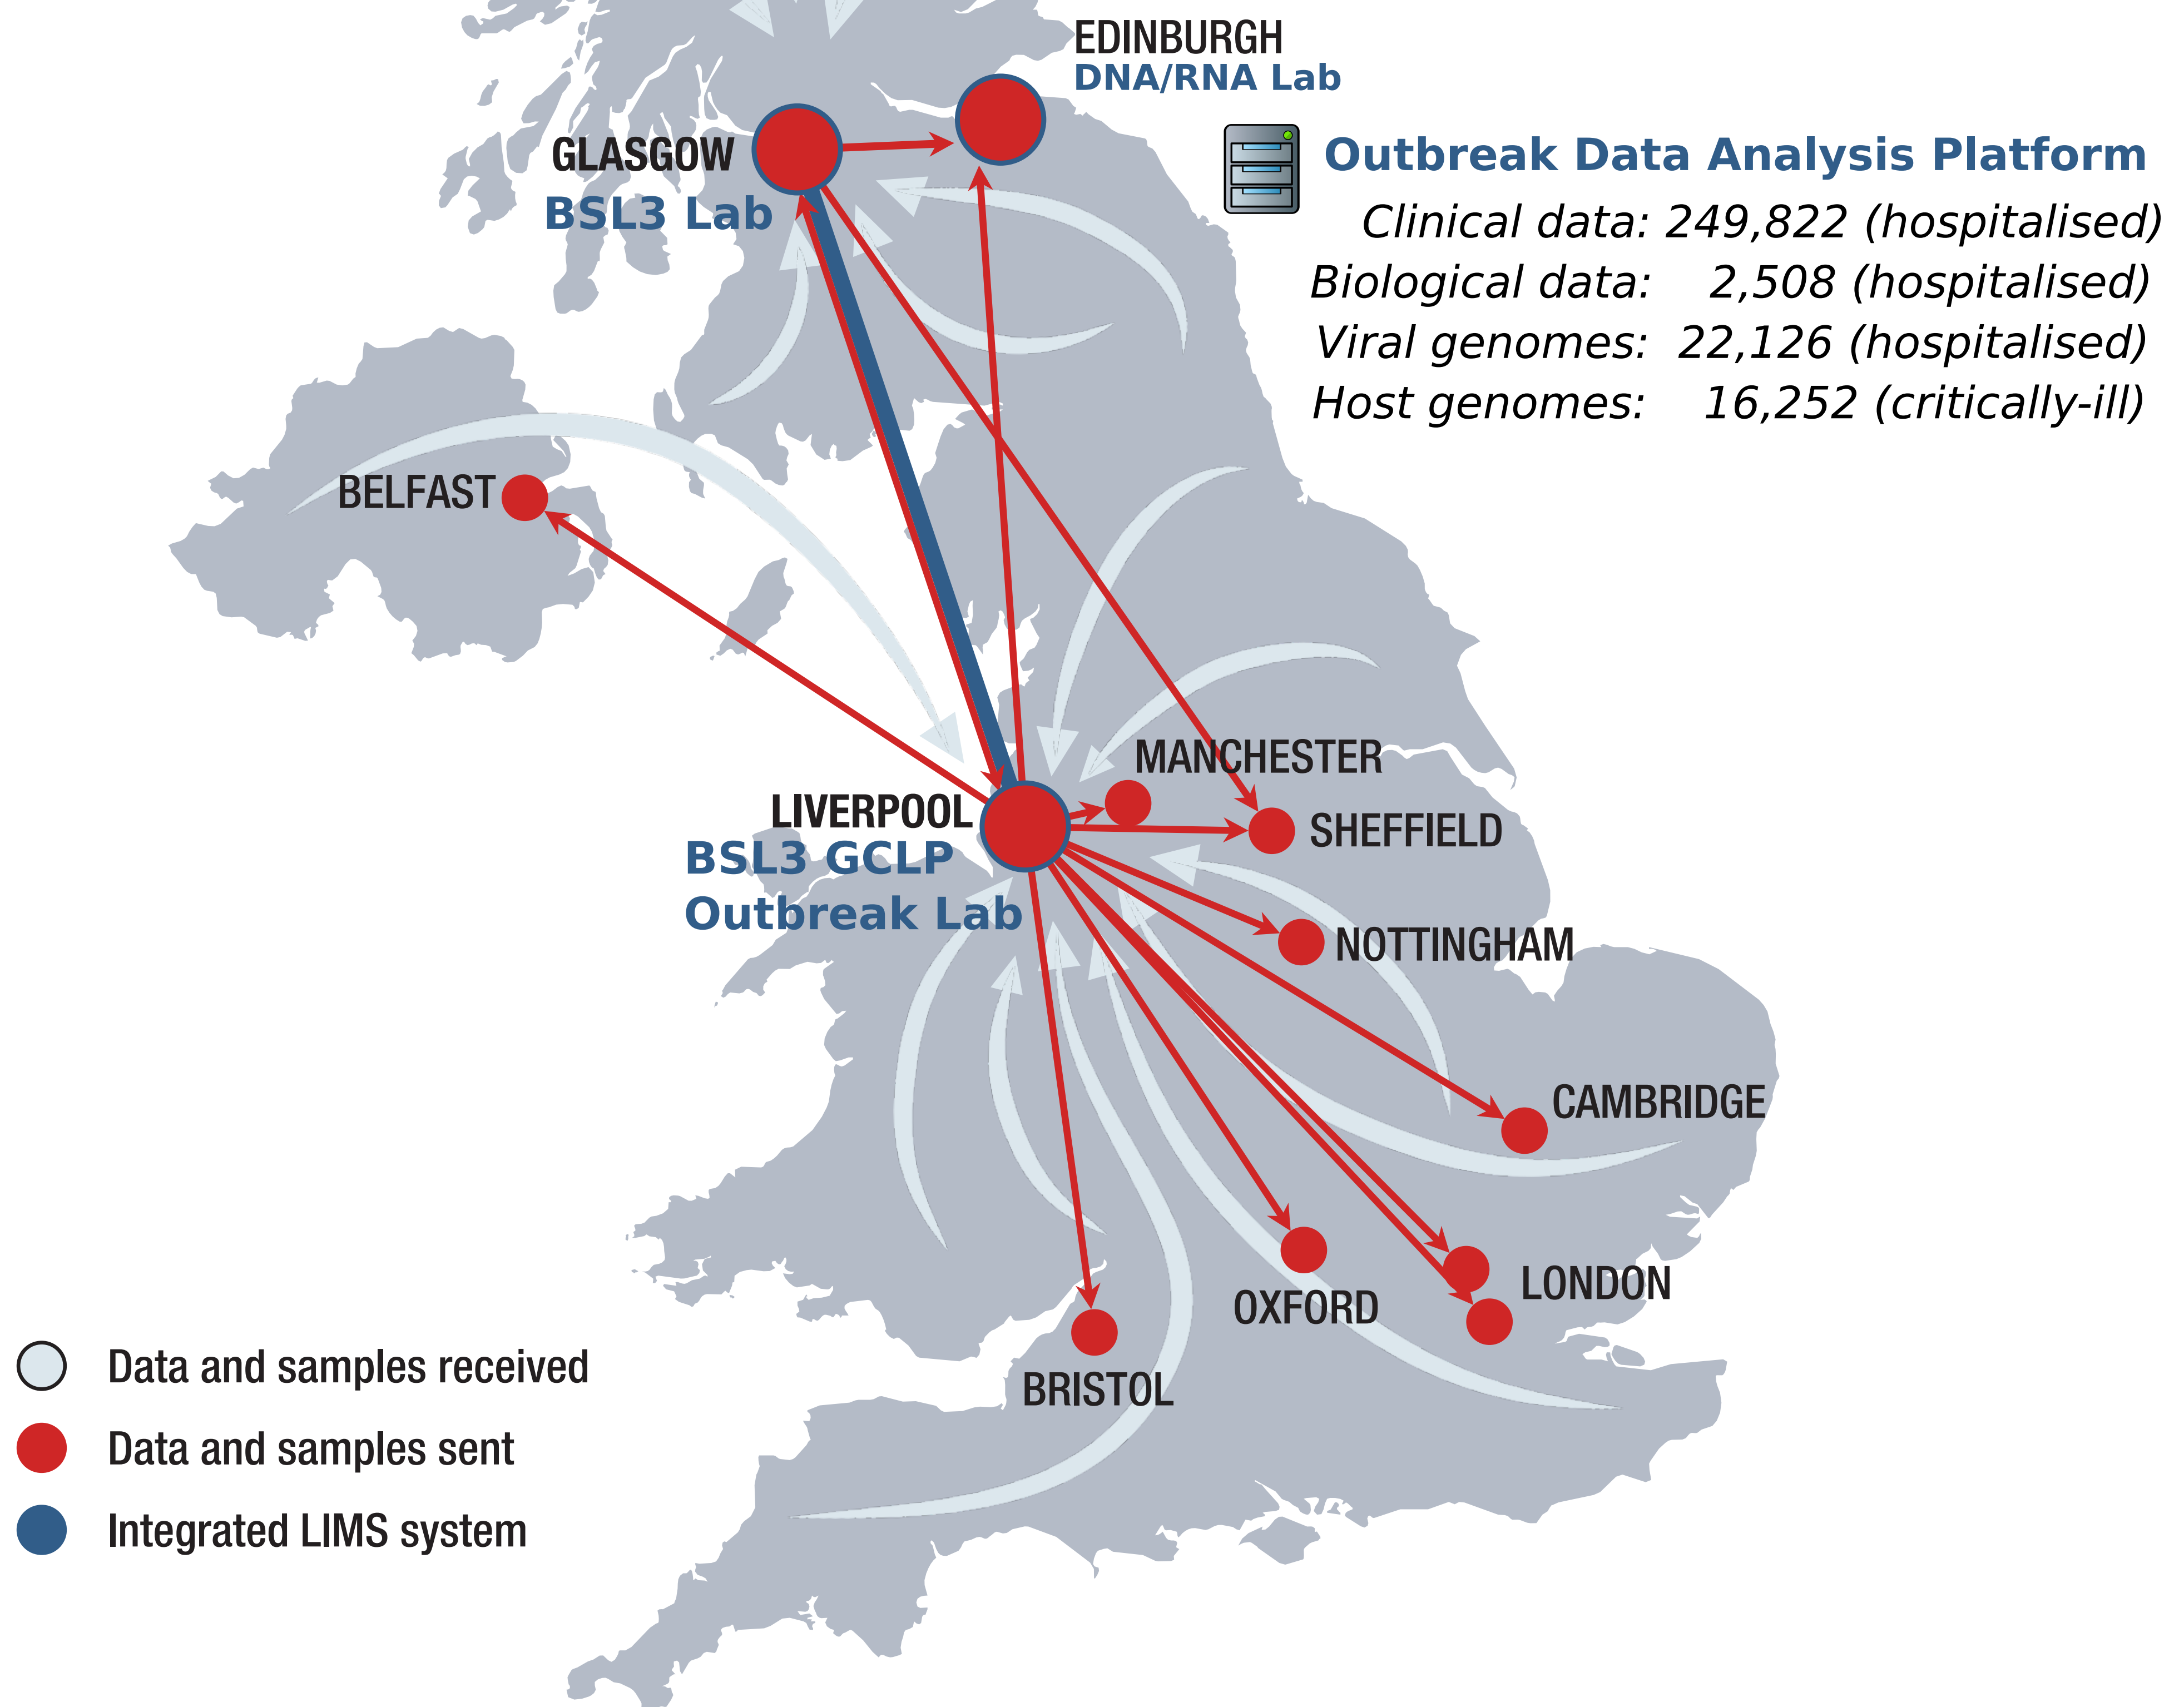 EDINBURGH
DNA/RNA Lab
GLASGOW
BSL3 Lab
Outbreak Data Analysis Platform
Clinical data: 249,822 (hospitalised)
Biological data: 2,508 (hospitalised)
Viral genomes: 22,126 (hospitalised)
Host genomes: 16,252 (critically-ill)
BELFAST
MANCHESTER
LIVERPOOL
BSL3 GCLP
Outbreak Lab
SHEFFIELD
NOTTINGHAM
CAMBRIDGE
LONDON
OXFORD
BRISTOL
Data and samples received
Data and samples sent
Integrated LIMS system